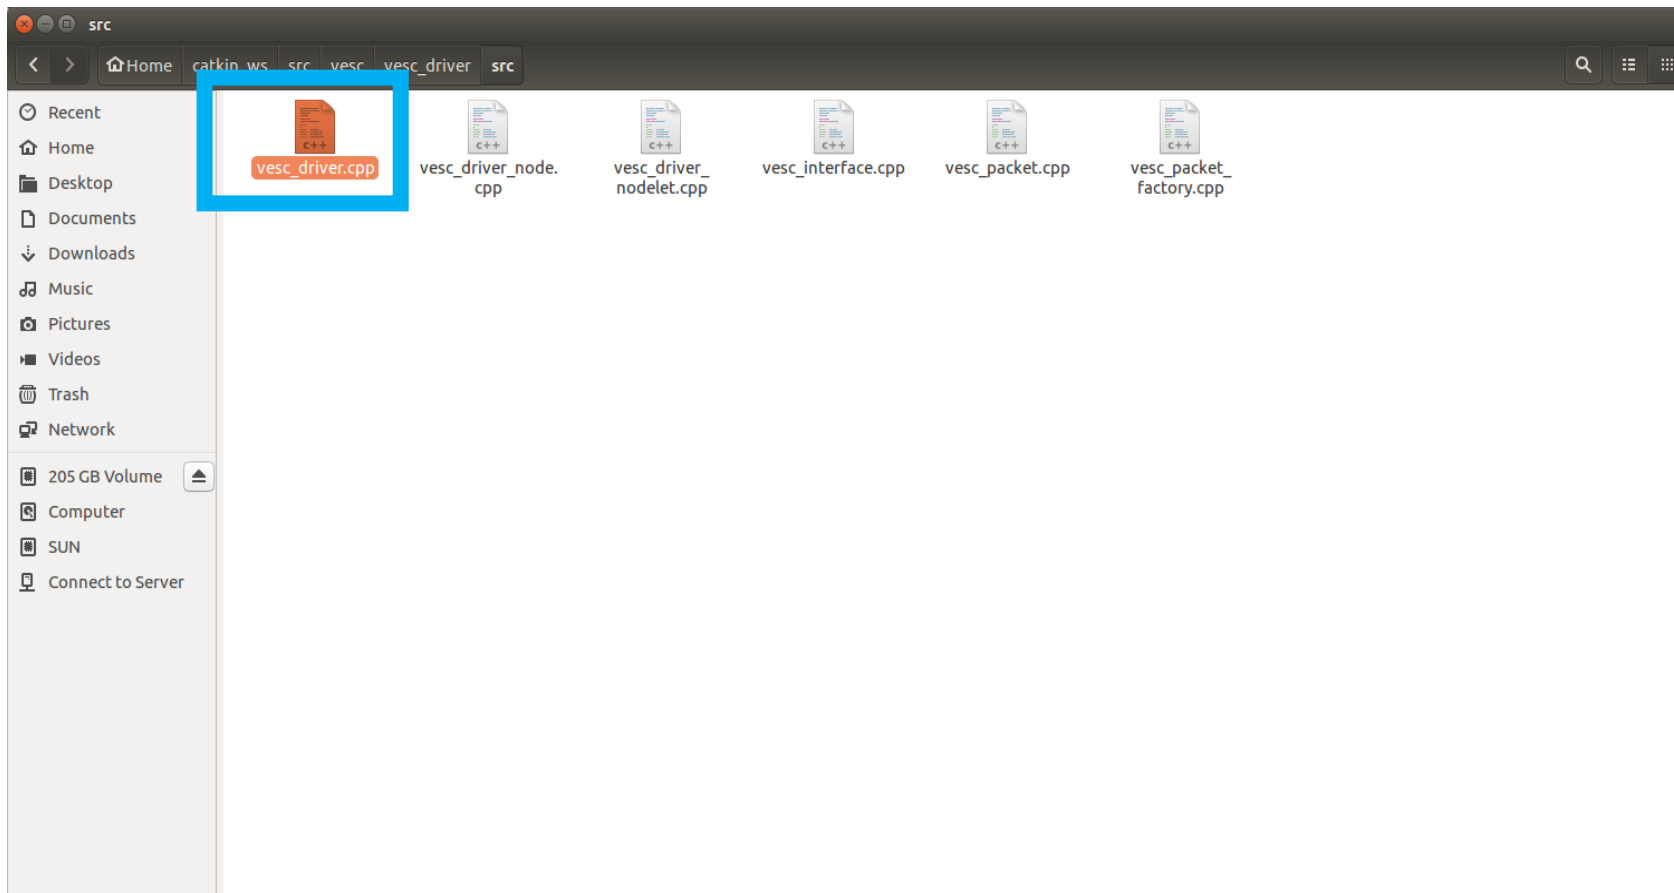 src
Home catkin_ws src vesc vesc_driver src
Recent
Home
Desktop
Documents
Downloads
Music
Pictures
Videos
Trash
Network
205 GB Volume
Computer
SUN
Connect to Server
C++ C++ C++ C++ C++ C++
vesc_driver.cpp vesc_driver_node. vesc_driver_ vesc_interface.cpp vesc_packet.cpp vesc_packet_
cpp nodelet.cpp factory.cpp